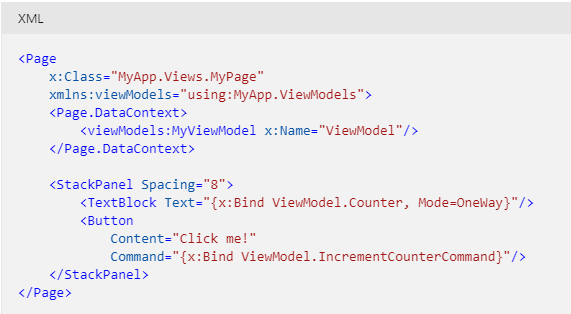 XML
<Page
    x:Class="MyApp.Views.MyPage"
    xmlns:viewModels="using:MyApp.ViewModels">
    <Page.DataContext>
        <viewModels:MyViewModel x:Name="ViewModel"/>
    </Page.DataContext>

    <StackPanel Spacing="8">
        <TextBlock Text="{x:Bind ViewModel.Counter, Mode=OneWay}"/>
        <Button
            Content="Click me!"
            Command="{x:Bind ViewModel.IncrementCounterCommand}"/>
    </StackPanel>
</Page>